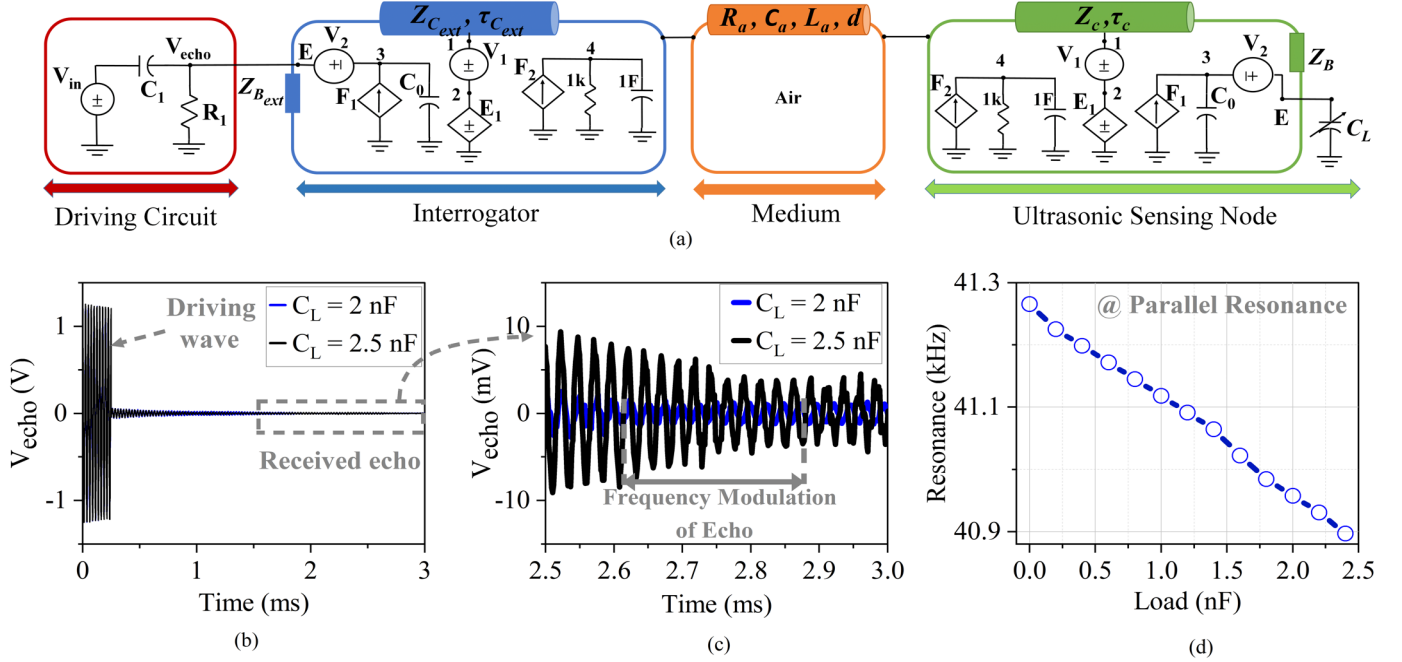 Z_{C_{ext}}, τ_{C_{ext}}
R_a, C_a, L_a, d
Z_c, τ_c
V_in
C_1
V_echo
R_1
Z_{B_{ext}}
E
V_2
3
F_1
C_0
1
V_1
2
E_1
F_2
4
1k
1F
Air
F_2
4
1k
1F
1
V_1
2
E_1
F_1
3
C_0
V_2
E
Z_B
C_L
Driving Circuit
Interrogator
Medium
Ultrasonic Sensing Node
(a)
V_echo (V)
1
0
-1
Driving
wave
C_L = 2 nF
C_L = 2.5 nF
Received echo
0
1
2
3
Time (ms)
(b)
V_echo (mV)
10
0
-10
C_L = 2 nF
C_L = 2.5 nF
Frequency Modulation
of Echo
2.5
2.6
2.7
2.8
2.9
3.0
Time (ms)
(c)
Resonance (kHz)
41.3
41.1
40.9
@ Parallel Resonance
0.0
0.5
1.0
1.5
2.0
2.5
Load (nF)
(d)